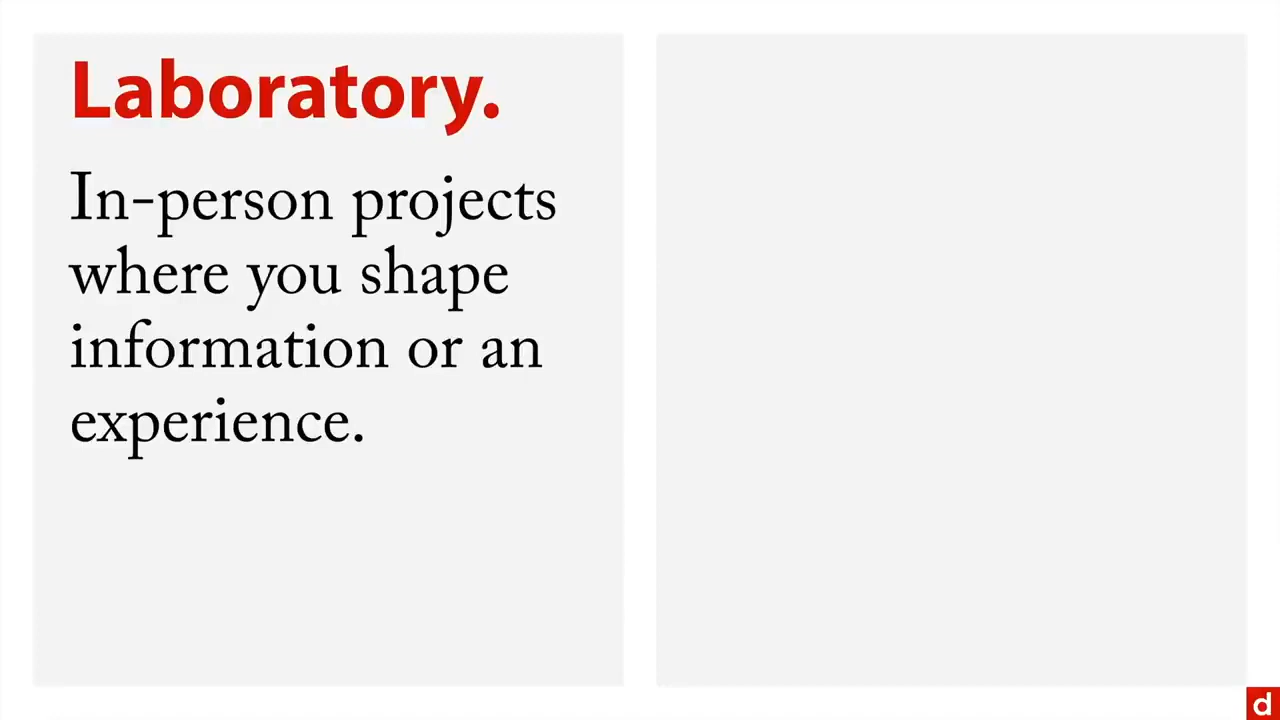 Laboratory.
In-person projects
where you shape
information or an
experience.
d